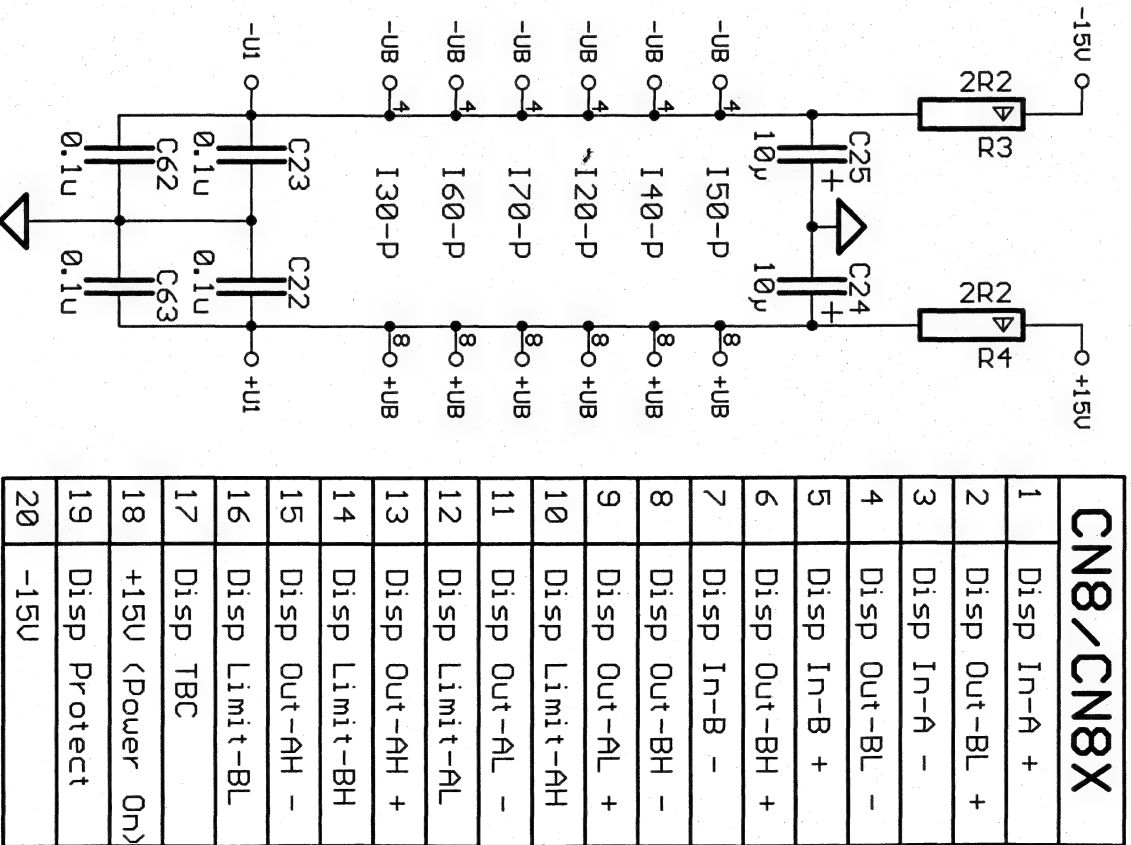 -15V
2R2
R3
C25
10µ
+
-UB
4
I50-P
-UB
4
I40-P
-UB
4
I20-P
-UB
4
I70-P
-UB
4
I60-P
-UB
4
I30-P
-U1
C23
0.1u
C62
0.1u
+15V
2R2
R4
C24
10µ
+
8
+UB
8
+UB
8
+UB
8
+UB
8
+UB
8
+UB
+U1
C22
0.1u
C63
0.1u
CN8/CN8X
1 Disp In-A +
2 Disp Out-BL +
3 Disp In-A -
4 Disp Out-BL -
5 Disp In-B +
6 Disp Out-BH +
7 Disp In-B -
8 Disp Out-BH -
9 Disp Out-AL +
10 Disp Limit-AH
11 Disp Out-AL -
12 Disp Limit-AL
13 Disp Out-AH +
14 Disp Limit-BH
15 Disp Out-AH -
16 Disp Limit-BL
17 Disp TBC
18 +15V (Power On)
19 Disp Protect
20 -15V